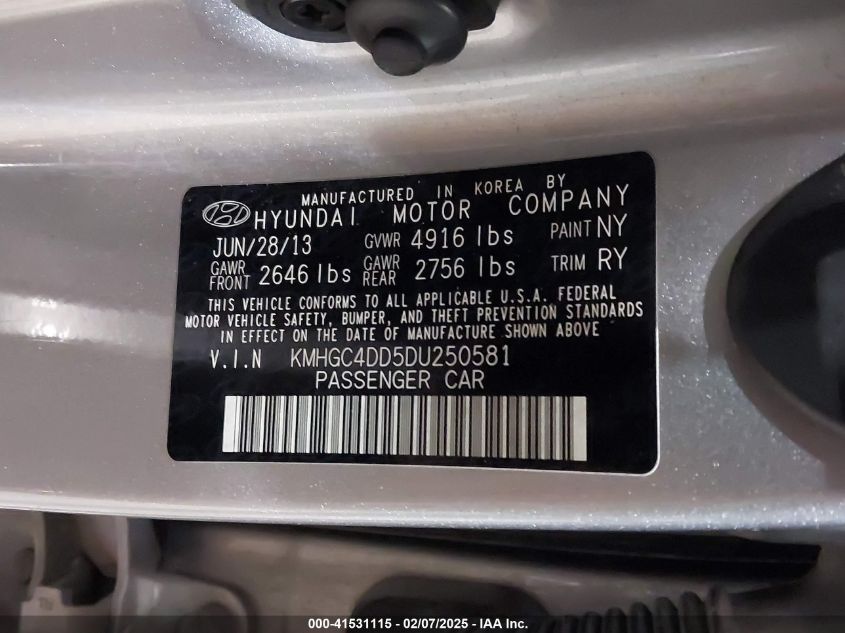 MANUFACTURED IN KOREA BY
HYUNDAI MOTOR COMPANY
JUN/28/13 GVWR 4916 lbs PAINT NY
GAWR FRONT 2646 lbs GAWR REAR 2756 lbs TRIM RY
THIS VEHICLE CONFORMS TO ALL APPLICABLE U.S.A. FEDERAL
MOTOR VEHICLE SAFETY, BUMPER, AND THEFT PREVENTION STANDARDS
IN EFFECT ON THE DATE OF MANUFACTURE SHOWN ABOVE
V.I.N KMHGC4DD5DU250581
PASSENGER CAR
000-41531115 - 02/07/2025 - IAA Inc.